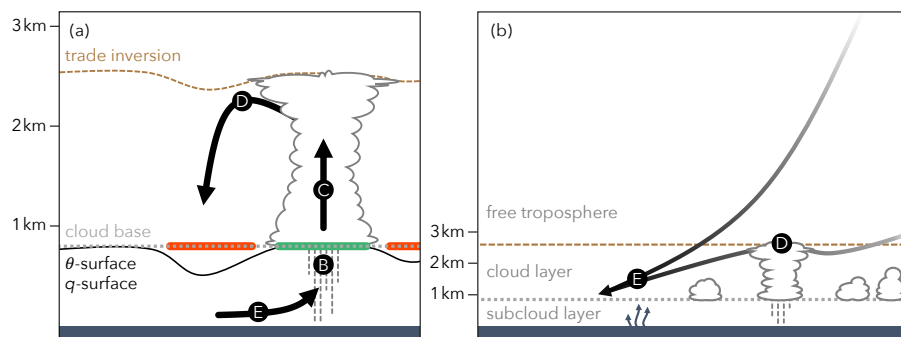 3 km
(a)
trade inversion
D
2 km
C
1 km
cloud base
θ-surface
q-surface
B
E
(b)
free troposphere
3 km
D
2 km
cloud layer
E
1 km
subcloud layer